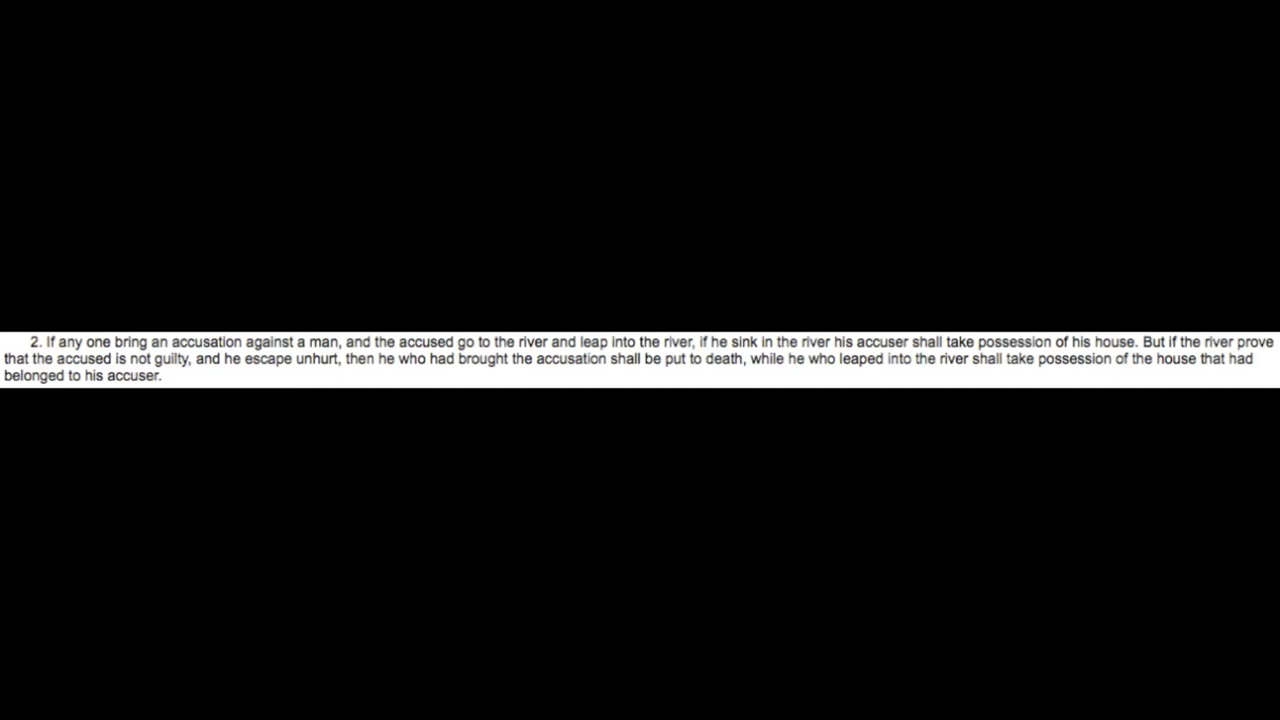 2. If any one bring an accusation against a man, and the accused go to the river and leap into the river, if he sink in the river his accuser shall take possession of his house. But if the river prove
that the accused is not guilty, and he escape unhurt, then he who had brought the accusation shall be put to death, while he who leaped into the river shall take possession of the house that had
belonged to his accuser.